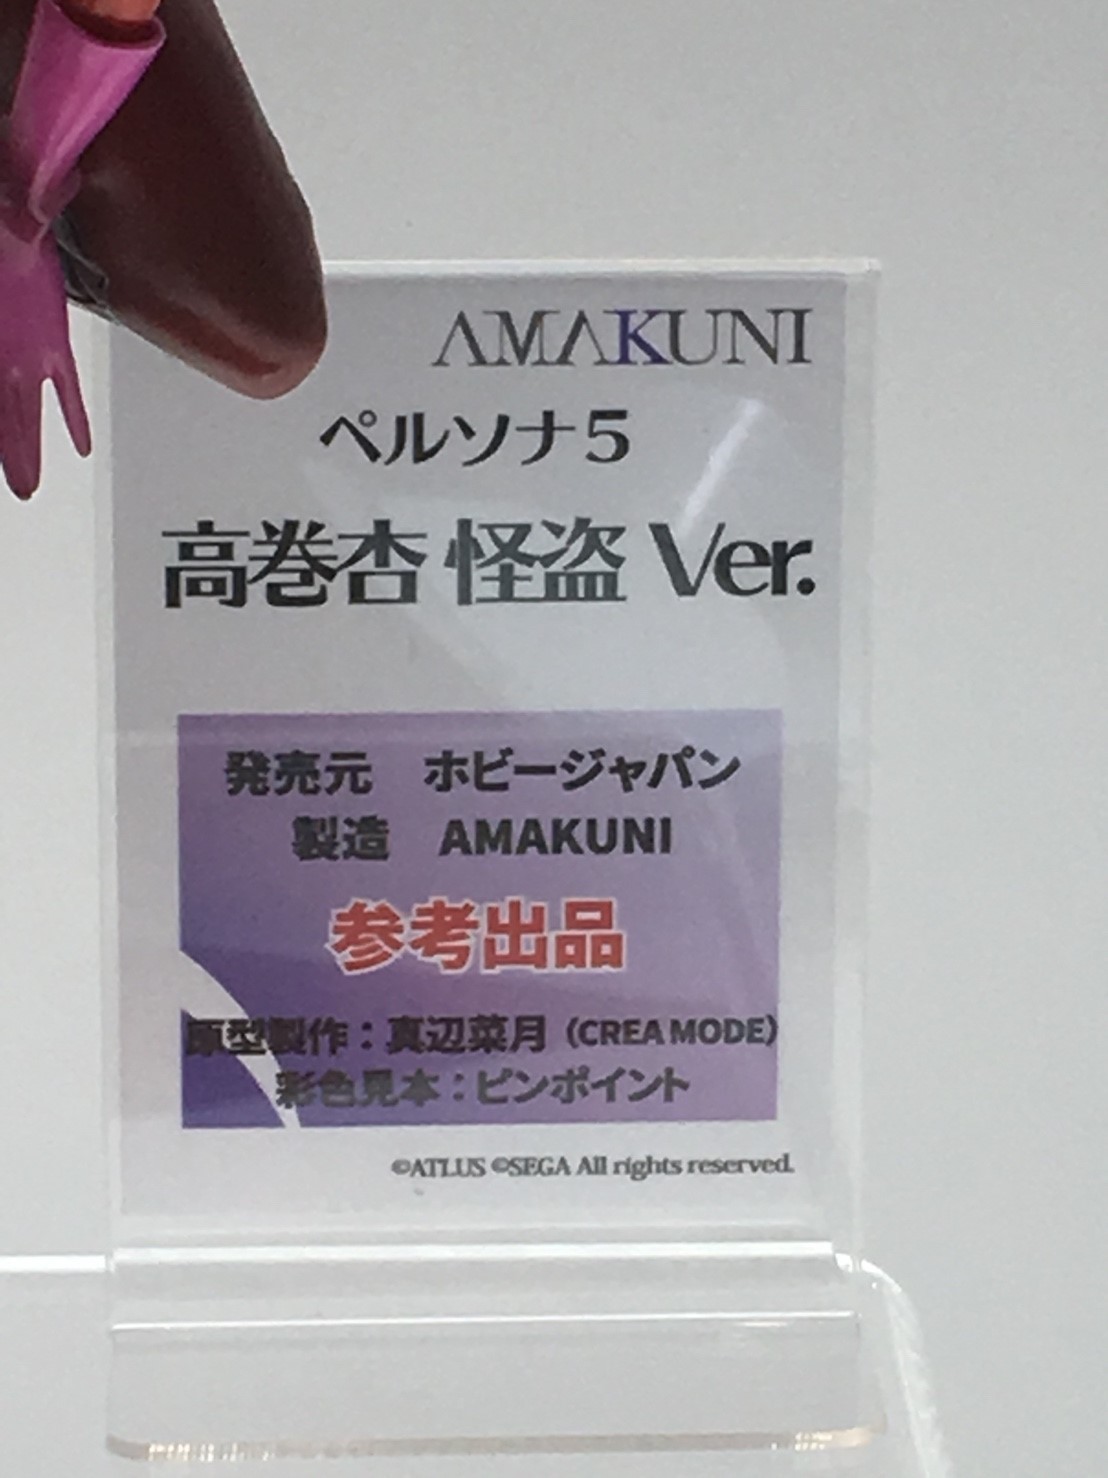 AMAKUNI
ペルソナ5
高巻杏 怪盗 Ver.
発売元　ホビージャパン
製造　AMAKUNI
参考出品
原型製作：真辺菜月（CREA MODE）
彩色見本：ピンポイント
©ATLUS ©SEGA All rights reserved.